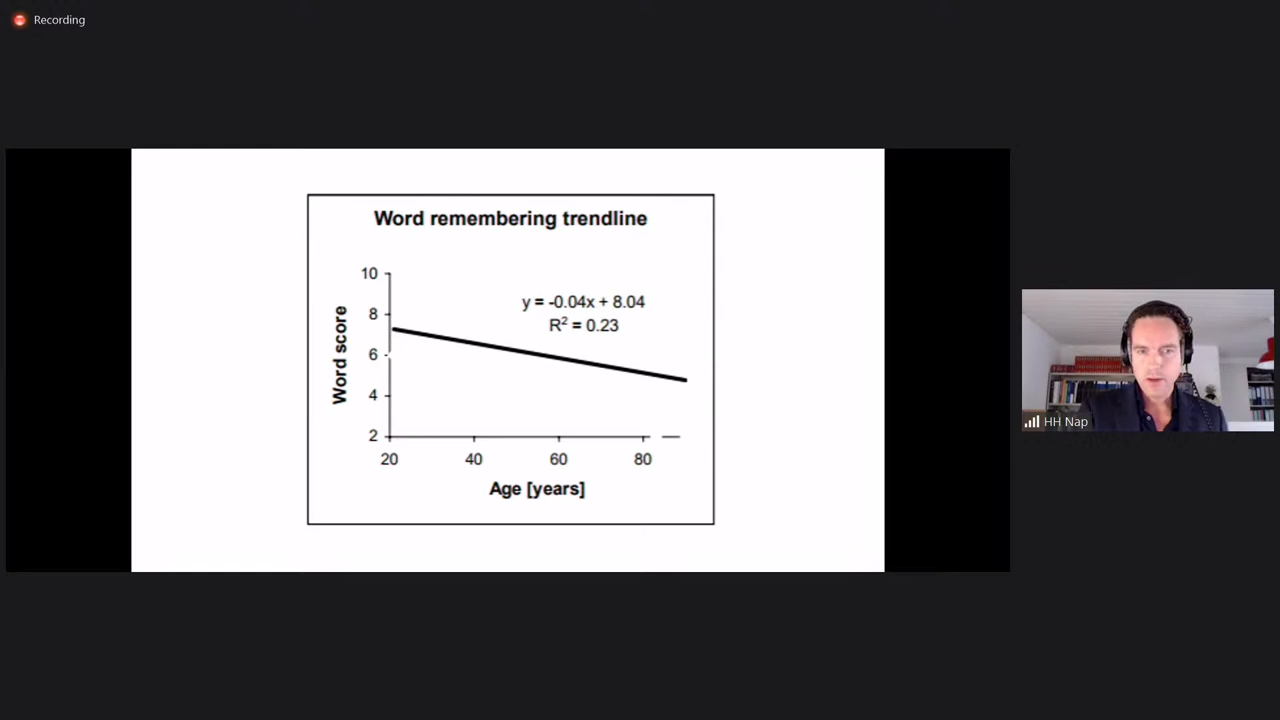 Recording
Word remembering trendline
10
8
6
4
2
Word score
y = -0.04x + 8.04
R² = 0.23
20 40 60 80
Age [years]
HH Nap